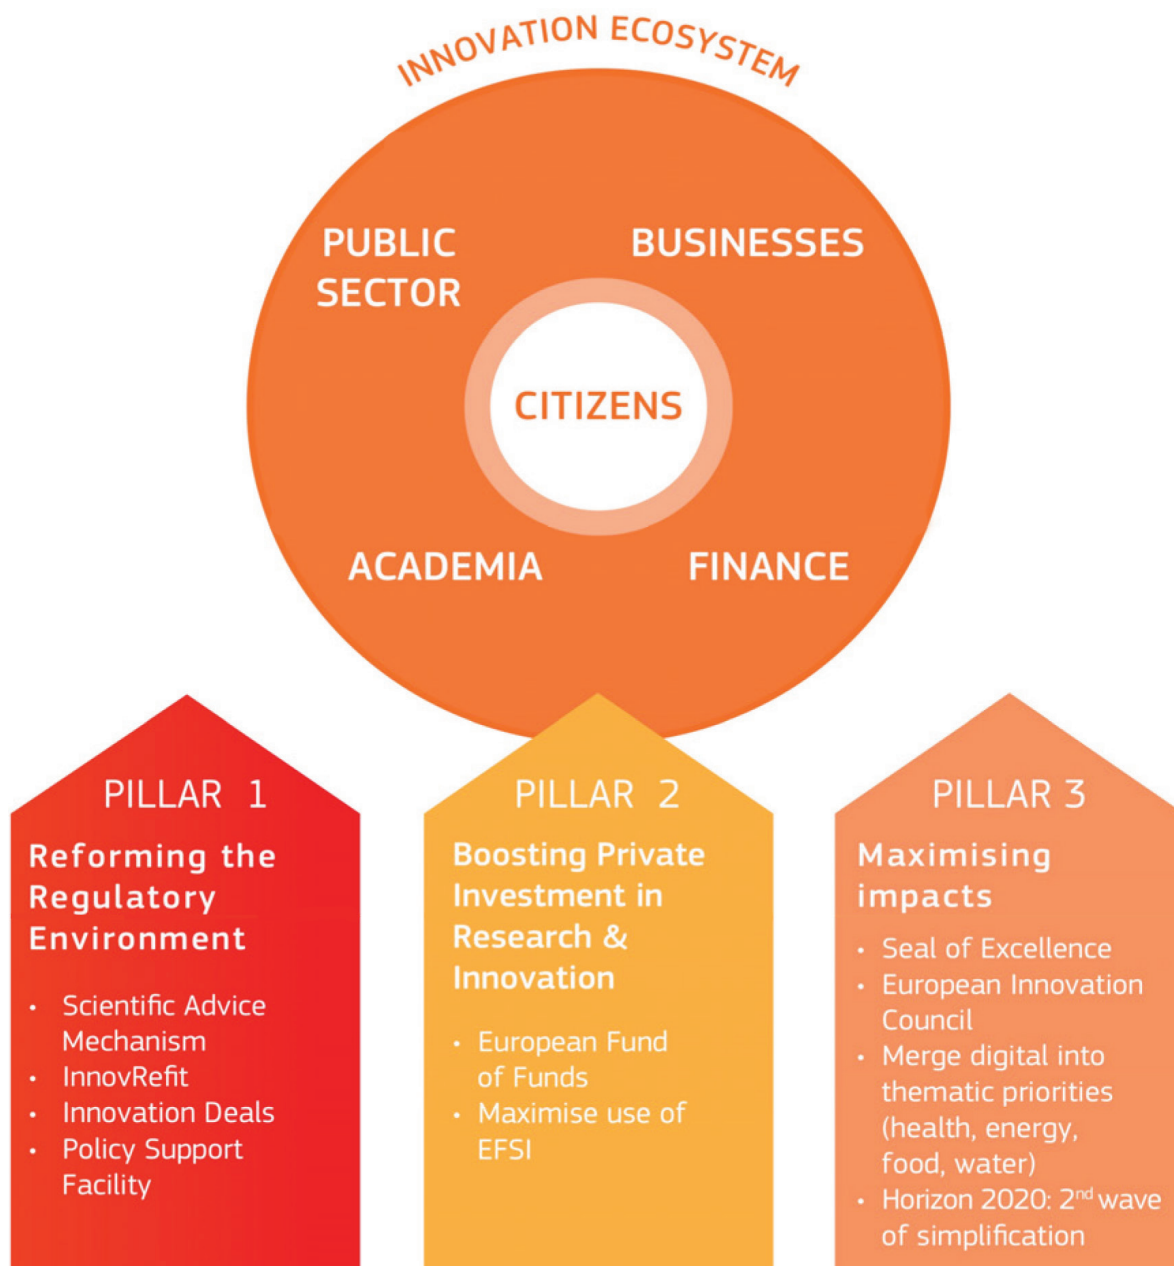 INNOVATION ECOSYSTEM
PUBLIC
SECTOR
BUSINESSES
CITIZENS
ACADEMIA
FINANCE
PILLAR 1
Reforming the
Regulatory
Environment
• Scientific Advice
Mechanism
• InnovRefit
• Innovation Deals
• Policy Support
Facility
PILLAR 2
Boosting Private
Investment in
Research &
Innovation
• European Fund
of Funds
• Maximise use of
EFSI
PILLAR 3
Maximising
impacts
• Seal of Excellence
• European Innovation
Council
• Merge digital into
thematic priorities
(health, energy,
food, water)
• Horizon 2020: 2nd wave
of simplification